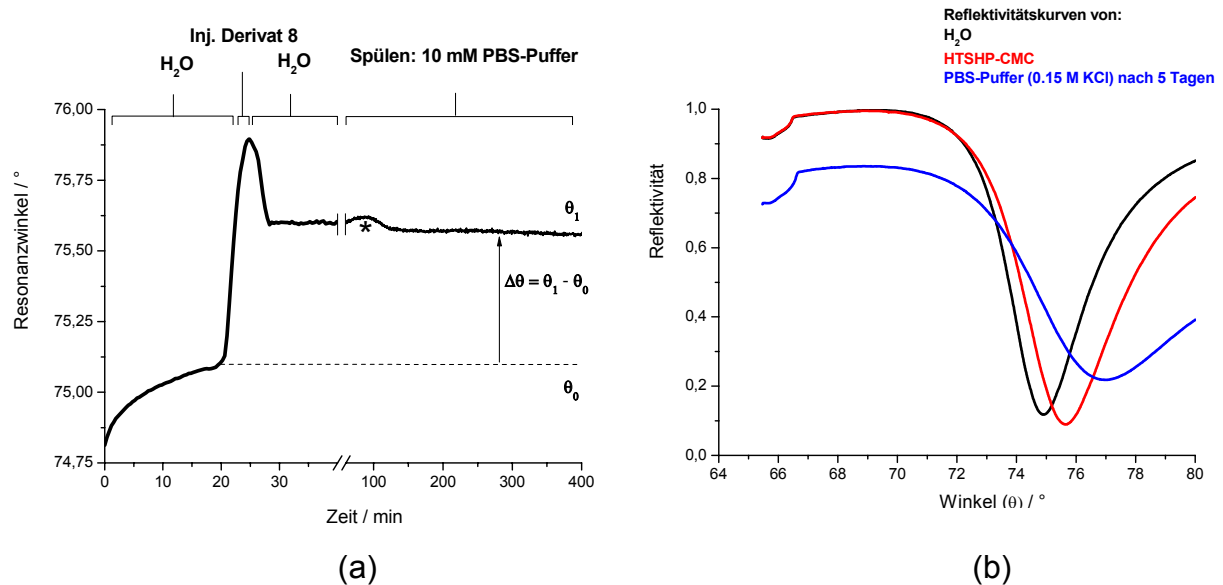 Inj. Derivat 8
H₂O
H₂O
Spülen: 10 mM PBS-Puffer
76,00
75,75
75,50
75,25
75,00
74,75
Resonanzwinkel / °
θ₁
*
Δθ = θ₁ - θ₀
θ₀
0 10 20 30 100 200 300 400
Zeit / min
(a)
Reflektivitätskurven von:
H₂O
HTSHP-CMC
PBS-Puffer (0.15 M KCl) nach 5 Tagen
1,0
0,8
0,6
0,4
0,2
0,0
Reflektivität
64 66 68 70 72 74 76 78 80
Winkel (θ) / °
(b)